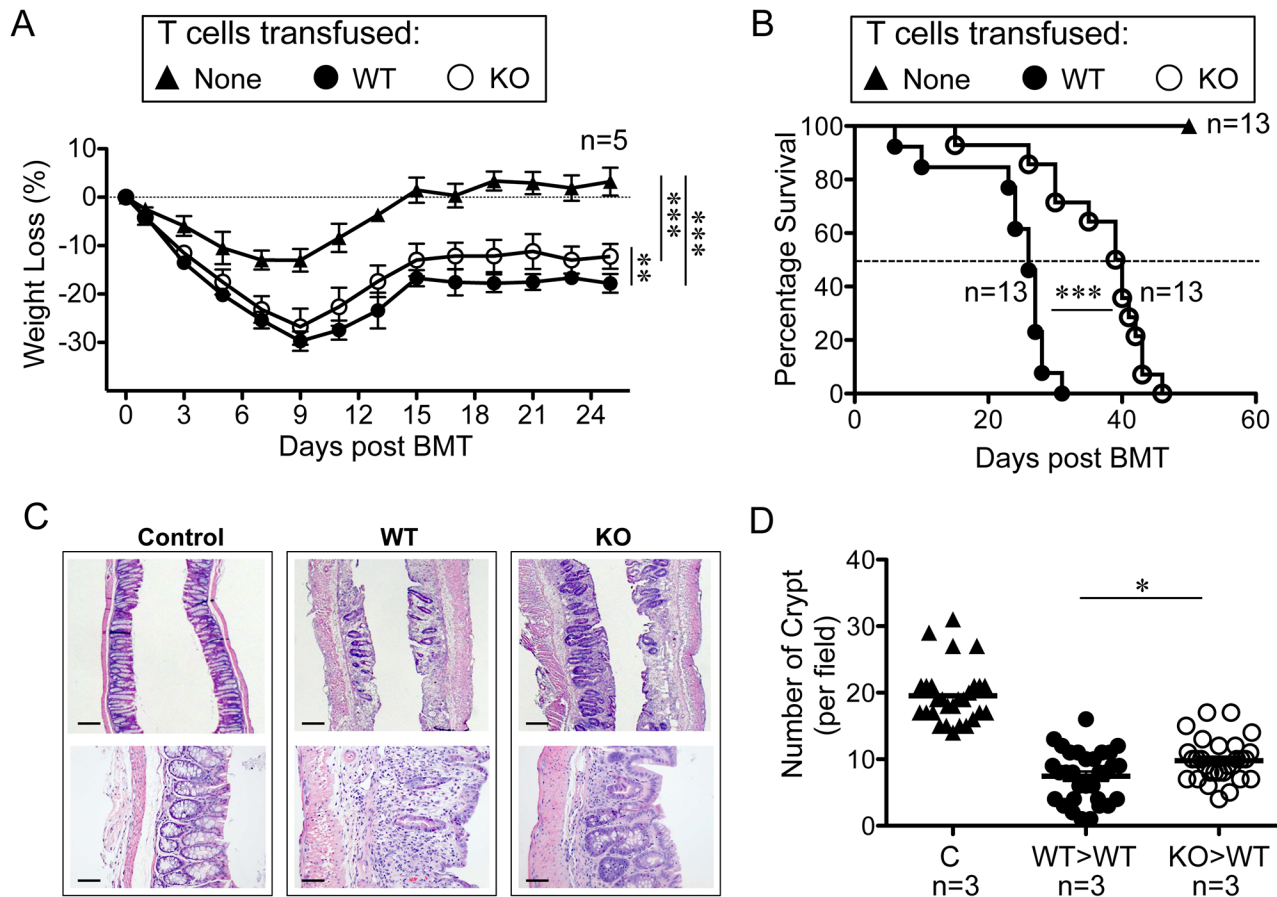 A
T cells transfused:
▲ None ● WT ○ KO
n=5
Weight Loss (%)
10
0
-10
-20
-30
***
***
**
0 3 6 9 12 15 18 21 24
Days post BMT
B
T cells transfused:
▲ None ● WT ○ KO
n=13
Percentage Survival
100
80
60
40
20
0
n=13 *** n=13
0 20 40 60
Days post BMT
C
Control WT KO
D
Number of Crypt
(per field)
40
30
20
10
0
*
C WT>WT KO>WT
n=3 n=3 n=3